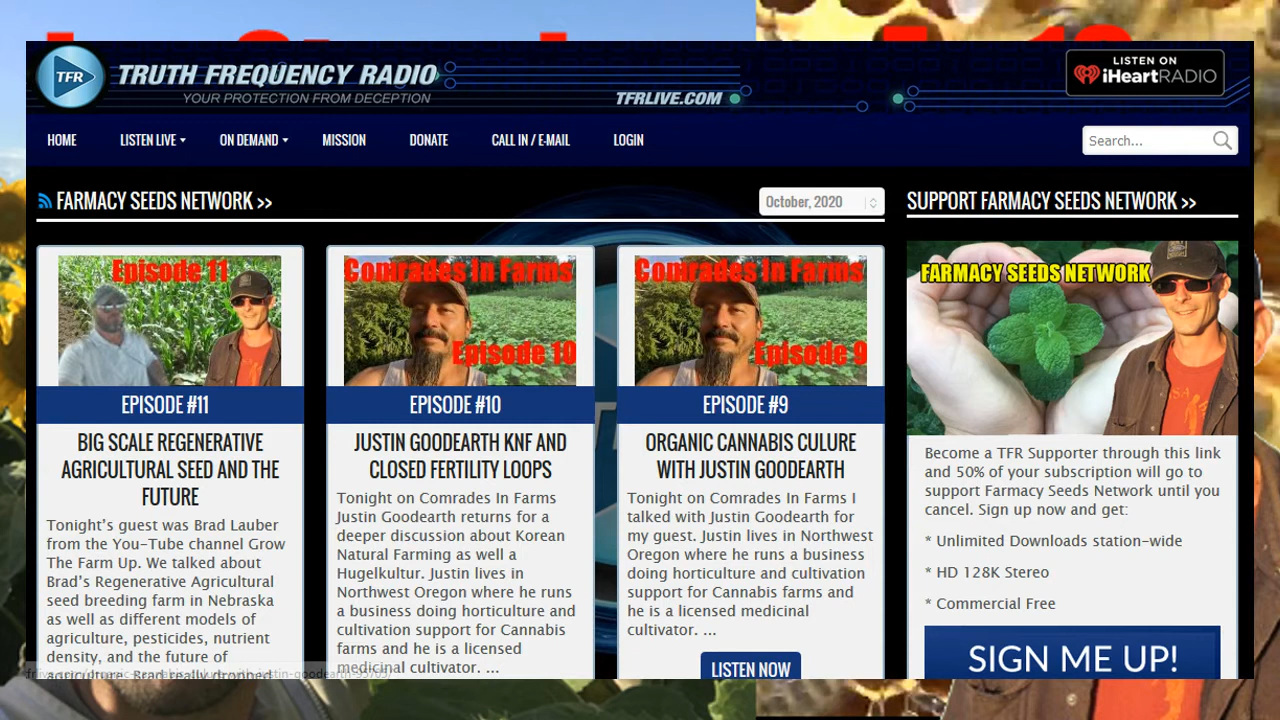 TFR
TRUTH FREQUENCY RADIO
YOUR PROTECTION FROM DECEPTION
TFRLIVE.COM
LISTEN ON
iHeartRADIO
HOME LISTEN LIVE ON DEMAND MISSION DONATE CALL IN / E-MAIL LOGIN
Search...
FARMACY SEEDS NETWORK >>
October, 2020
Episode 11
EPISODE #11
BIG SCALE REGENERATIVE
AGRICULTURAL SEED AND THE
FUTURE
Tonight's guest was Brad Lauber
from the You-Tube channel Grow
The Farm Up. We talked about
Brad's Regenerative Agricultural
seed breeding farm in Nebraska
as well as different models of
agriculture, pesticides, nutrient
density, and the future of
Comrades In Farms
Episode 10
EPISODE #10
JUSTIN GOODEARTH KNF AND
CLOSED FERTILITY LOOPS
Tonight on Comrades In Farms
Justin Goodearth returns for a
deeper discussion about Korean
Natural Farming as well a
Hugelkultur. Justin lives in
Northwest Oregon where he runs
a business doing horticulture and
cultivation support for Cannabis
farms and he is a licensed
medicinal cultivator. ...
Comrades In Farms
Episode 9
EPISODE #9
ORGANIC CANNABIS CULURE
WITH JUSTIN GOODEARTH
Tonight on Comrades In Farms I
talked with Justin Goodearth for
my guest. Justin lives in Northwest
Oregon where he runs a business
doing horticulture and cultivation
support for Cannabis farms and
he is a licensed medicinal
cultivator. ...
LISTEN NOW
SUPPORT FARMACY SEEDS NETWORK >>
FARMACY SEEDS NETWORK
Become a TFR Supporter through this link
and 50% of your subscription will go to
support Farmacy Seeds Network until you
cancel. Sign up now and get:
* Unlimited Downloads station-wide
* HD 128K Stereo
* Commercial Free
SIGN ME UP!